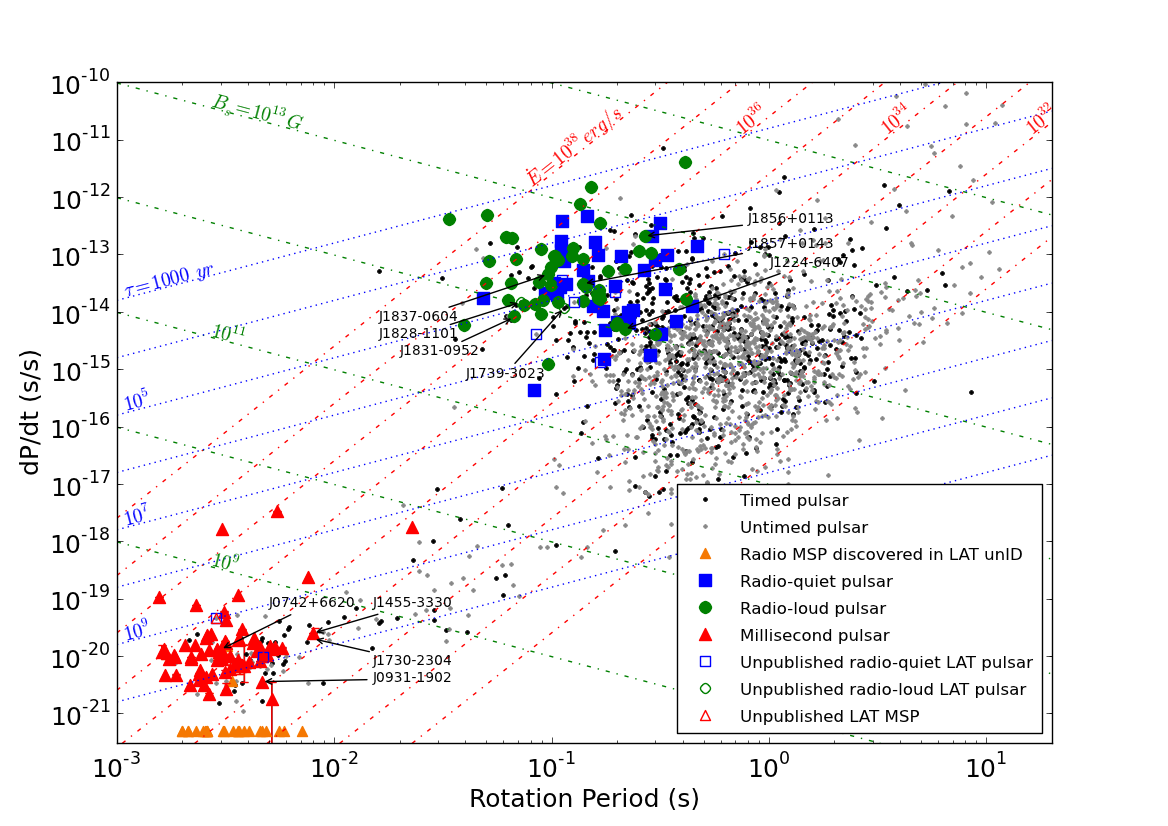 10^-10
10^-11
10^-12
10^-13
10^-14
10^-15
10^-16
10^-17
10^-18
10^-19
10^-20
10^-21
dP/dt (s/s)
B_s=10^13 G
10^11
10^9
Ė=10^38 erg/s
10^36
10^34
10^32
τ=1000 yr
10^5
10^7
10^9
J1856+0113
J1857+0143
J1224-6407
J1837-0604
J1828-1101
J1831-0952
J1739-3023
J0742+6620
J1455-3330
J1730-2304
J0931-1902
Timed pulsar
Untimed pulsar
Radio MSP discovered in LAT unID
Radio-quiet pulsar
Radio-loud pulsar
Millisecond pulsar
Unpublished radio-quiet LAT pulsar
Unpublished radio-loud LAT pulsar
Unpublished LAT MSP
10^-3
10^-2
10^-1
10^0
10^1
Rotation Period (s)